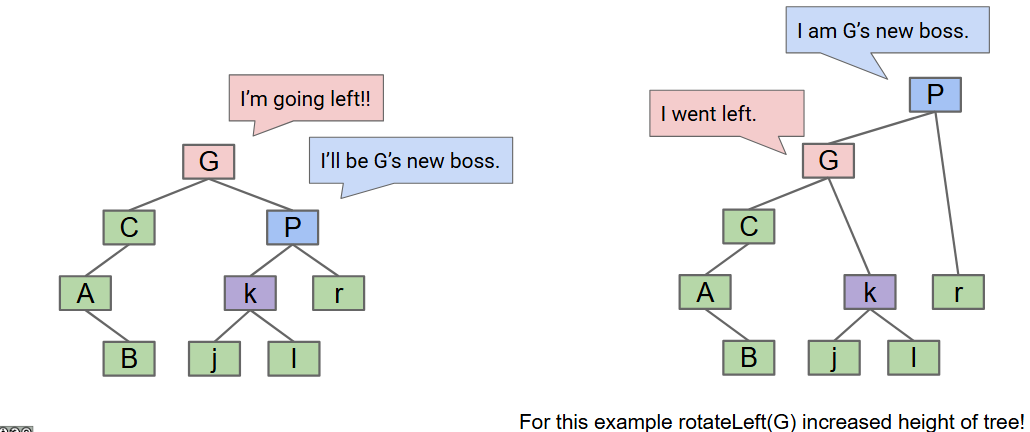 I am G's new boss.
I'm going left!!
P
I went left.
I'll be G's new boss.
G
G
C
P
C
A
k
r
A
k
r
B
j
l
B
j
l
For this example rotateLeft(G) increased height of tree!